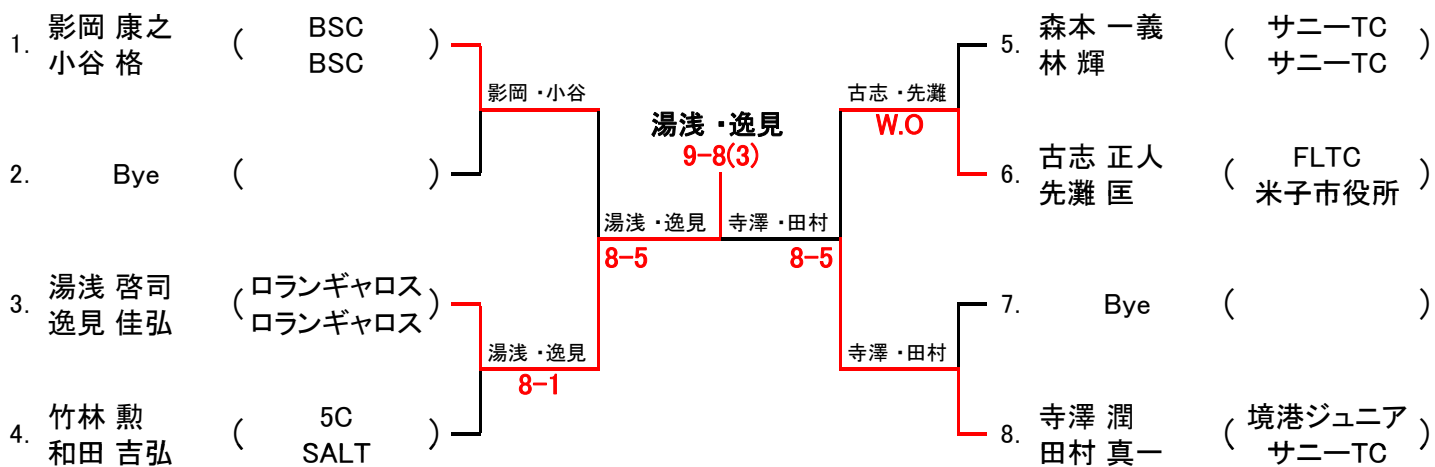 1. 影岡 康之 ( BSC )
小谷 格 BSC
2. Bye ( )
3. 湯浅 啓司 ( ロランギャロス )
逸見 佳弘 ロランギャロス
4. 竹林 勲 ( 5C )
和田 吉弘 SALT
影岡・小谷
湯浅・逸見
8-1
湯浅・逸見
8-5
湯浅・逸見
9-8(3)
寺澤・田村
8-5
古志・先灘
W.O
寺澤・田村
5. 森本 一義 ( サニーTC )
林 輝 サニーTC
6. 古志 正人 ( FLTC )
先灘 匡 米子市役所
7. Bye ( )
8. 寺澤 潤 ( 境港ジュニア )
田村 真一 サニーTC